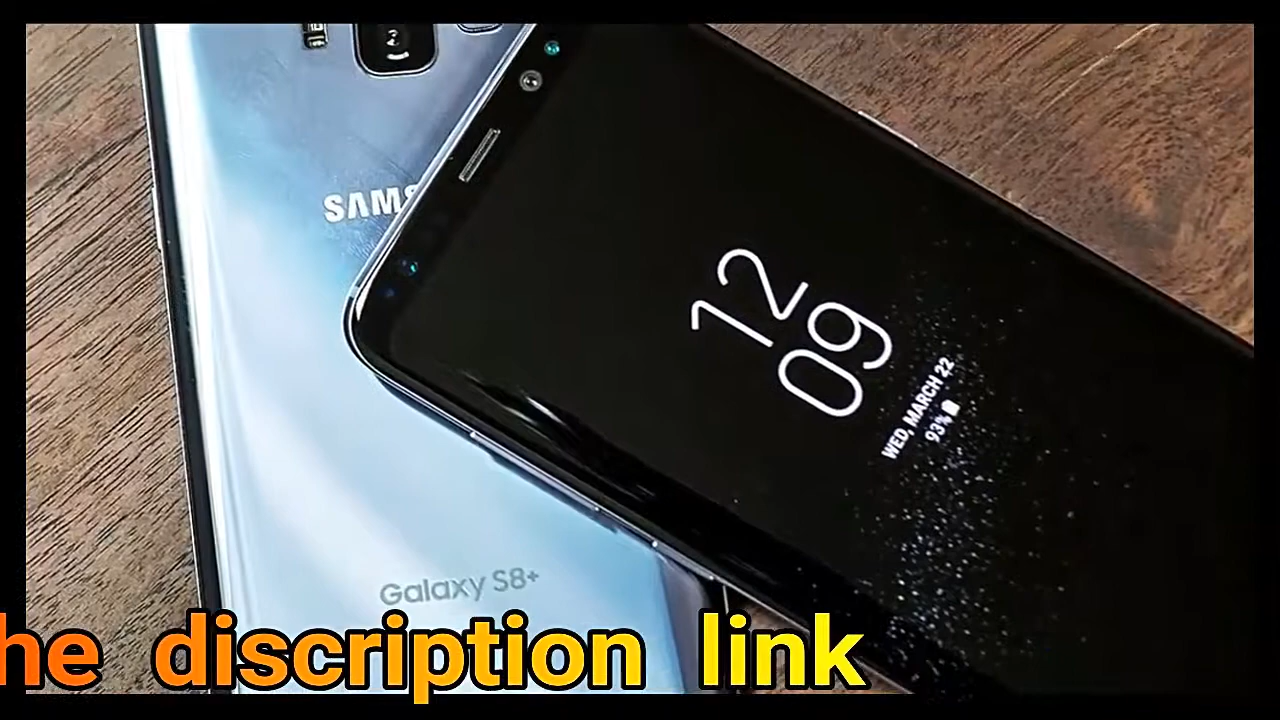 SAMS
12
09
WED, MARCH 22
93%
Galaxy S8+
he discription link